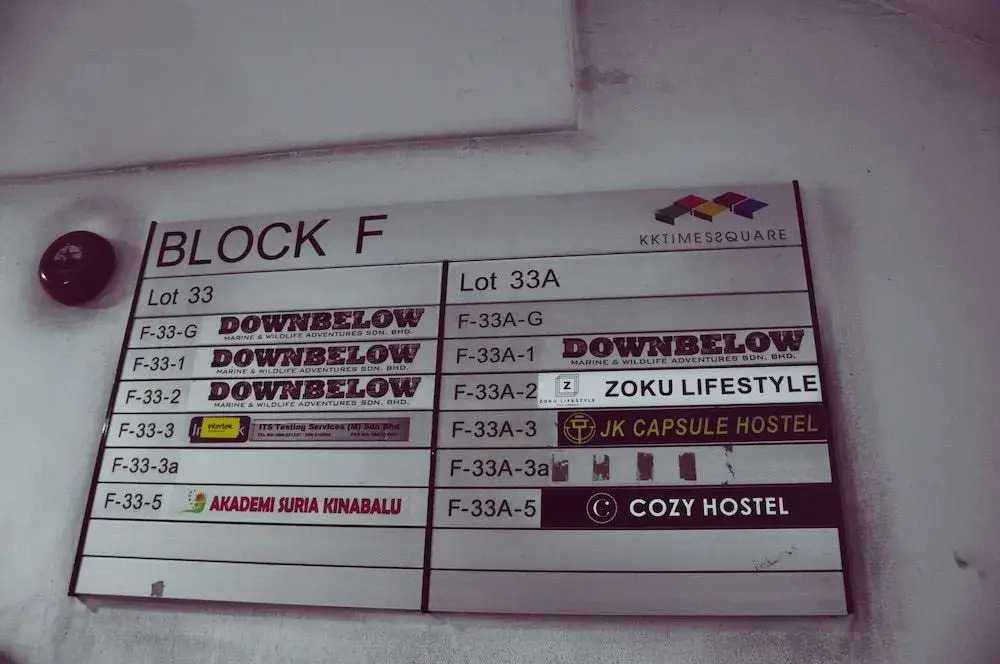 BLOCK F
KKTIMESSQUARE
Lot 33
F-33-G DOWNBELOW
MARINE & WILDLIFE ADVENTURES SDN. BHD.
F-33-1 DOWNBELOW
MARINE & WILDLIFE ADVENTURES SDN. BHD.
F-33-2 DOWNBELOW
MARINE & WILDLIFE ADVENTURES SDN. BHD.
F-33-3 intertek ITS Testing Services (M) Sdn Bhd
F-33-3a
F-33-5 AKADEMI SURIA KINABALU
Lot 33A
F-33A-G
F-33A-1 DOWNBELOW
MARINE & WILDLIFE ADVENTURES SDN. BHD.
F-33A-2 Z ZOKU LIFESTYLE ZOKU LIFESTYLE
F-33A-3 JK CAPSULE HOSTEL
F-33A-3a
F-33A-5 C COZY HOSTEL